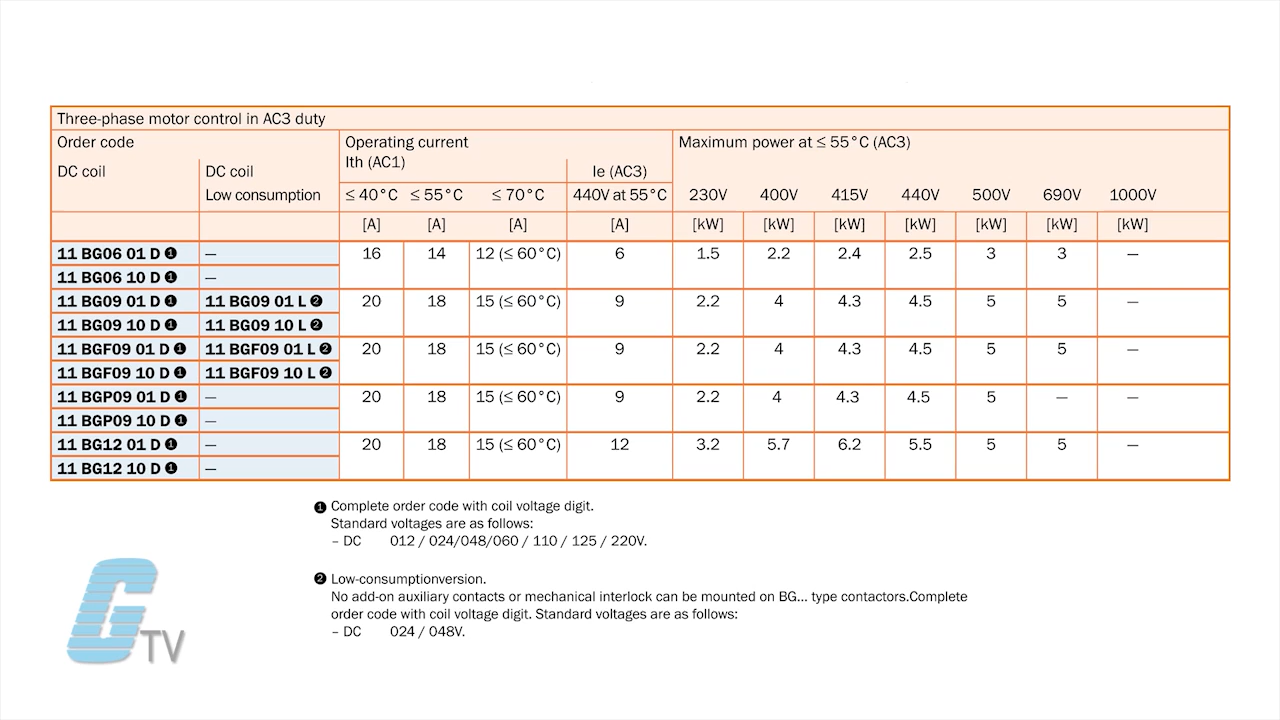 Three-phase motor control in AC3 duty
Order code Operating current Maximum power at ≤ 55°C (AC3)
Ith (AC1)
DC coil DC coil Ie (AC3)
Low consumption ≤ 40°C ≤ 55°C ≤ 70°C 440V at 55°C 230V 400V 415V 440V 500V 690V 1000V
[A] [A] [A] [A] [kW] [kW] [kW] [kW] [kW] [kW] [kW]
11 BG06 01 D ❶ — 16 14 12 (≤ 60°C) 6 1.5 2.2 2.4 2.5 3 3 —
11 BG06 10 D ❶ —
11 BG09 01 D ❶ 11 BG09 01 L ❷ 20 18 15 (≤ 60°C) 9 2.2 4 4.3 4.5 5 5 —
11 BG09 10 D ❶ 11 BG09 10 L ❷
11 BGF09 01 D ❶ 11 BGF09 01 L ❷ 20 18 15 (≤ 60°C) 9 2.2 4 4.3 4.5 5 5 —
11 BGF09 10 D ❶ 11 BGF09 10 L ❷
11 BGP09 01 D ❶ — 20 18 15 (≤ 60°C) 9 2.2 4 4.3 4.5 5 — —
11 BGP09 10 D ❶ —
11 BG12 01 D ❶ — 20 18 15 (≤ 60°C) 12 3.2 5.7 6.2 5.5 5 5 —
11 BG12 10 D ❶ —
❶ Complete order code with coil voltage digit.
Standard voltages are as follows:
– DC 012 / 024/048/060 / 110 / 125 / 220V.
❷ Low-consumptionversion.
No add-on auxiliary contacts or mechanical interlock can be mounted on BG... type contactors.Complete
order code with coil voltage digit. Standard voltages are as follows:
– DC 024 / 048V.
G TV